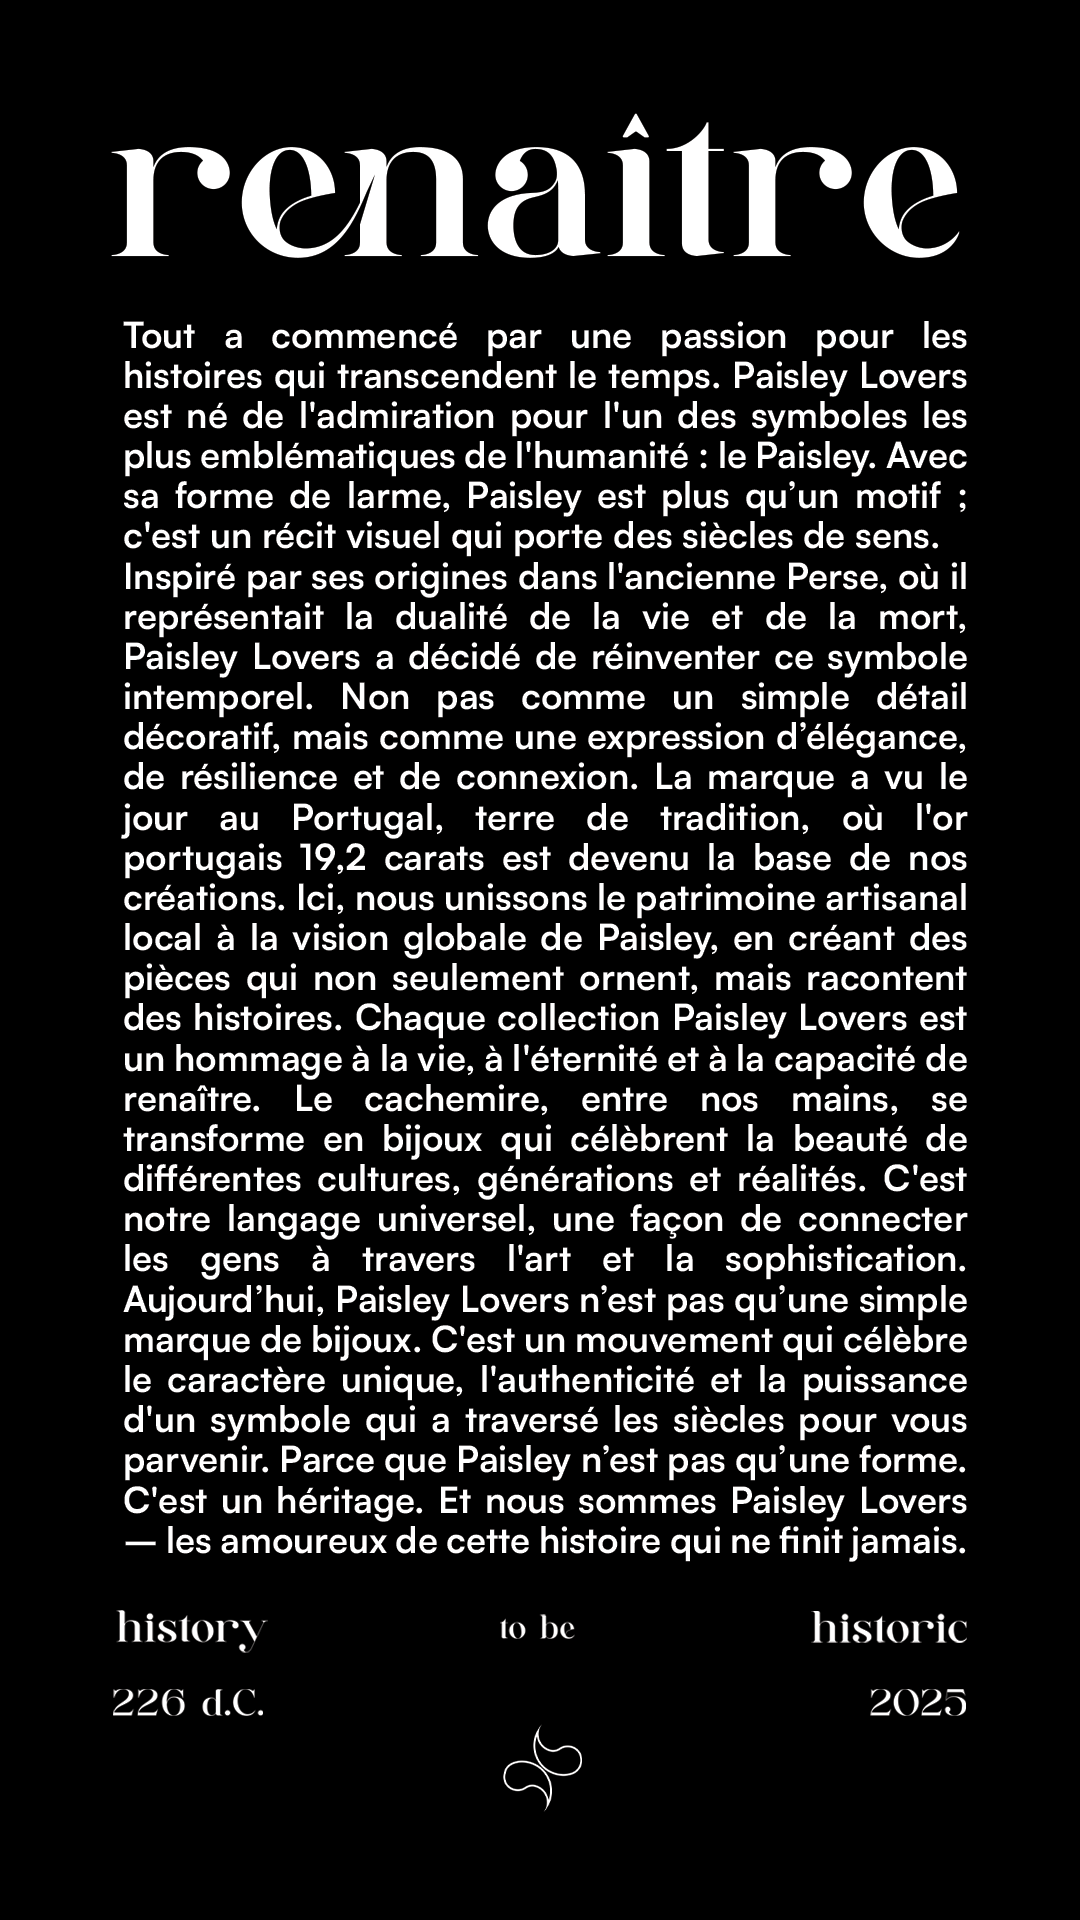 renaître
Tout a commencé par une passion pour les
histoires qui transcendent le temps. Paisley Lovers
est né de l'admiration pour l'un des symboles les
plus emblématiques de l'humanité : le Paisley. Avec
sa forme de larme, Paisley est plus qu’un motif ;
c'est un récit visuel qui porte des siècles de sens.
Inspiré par ses origines dans l'ancienne Perse, où il
représentait la dualité de la vie et de la mort,
Paisley Lovers a décidé de réinventer ce symbole
intemporel. Non pas comme un simple détail
décoratif, mais comme une expression d’élégance,
de résilience et de connexion. La marque a vu le
jour au Portugal, terre de tradition, où l'or
portugais 19,2 carats est devenu la base de nos
créations. Ici, nous unissons le patrimoine artisanal
local à la vision globale de Paisley, en créant des
pièces qui non seulement ornent, mais racontent
des histoires. Chaque collection Paisley Lovers est
un hommage à la vie, à l'éternité et à la capacité de
renaître. Le cachemire, entre nos mains, se
transforme en bijoux qui célèbrent la beauté de
différentes cultures, générations et réalités. C'est
notre langage universel, une façon de connecter
les gens à travers l'art et la sophistication.
Aujourd’hui, Paisley Lovers n’est pas qu’une simple
marque de bijoux. C'est un mouvement qui célèbre
le caractère unique, l'authenticité et la puissance
d'un symbole qui a traversé les siècles pour vous
parvenir. Parce que Paisley n’est pas qu’une forme.
C'est un héritage. Et nous sommes Paisley Lovers
— les amoureux de cette histoire qui ne finit jamais.
history to be historic
226 d.C. 2025